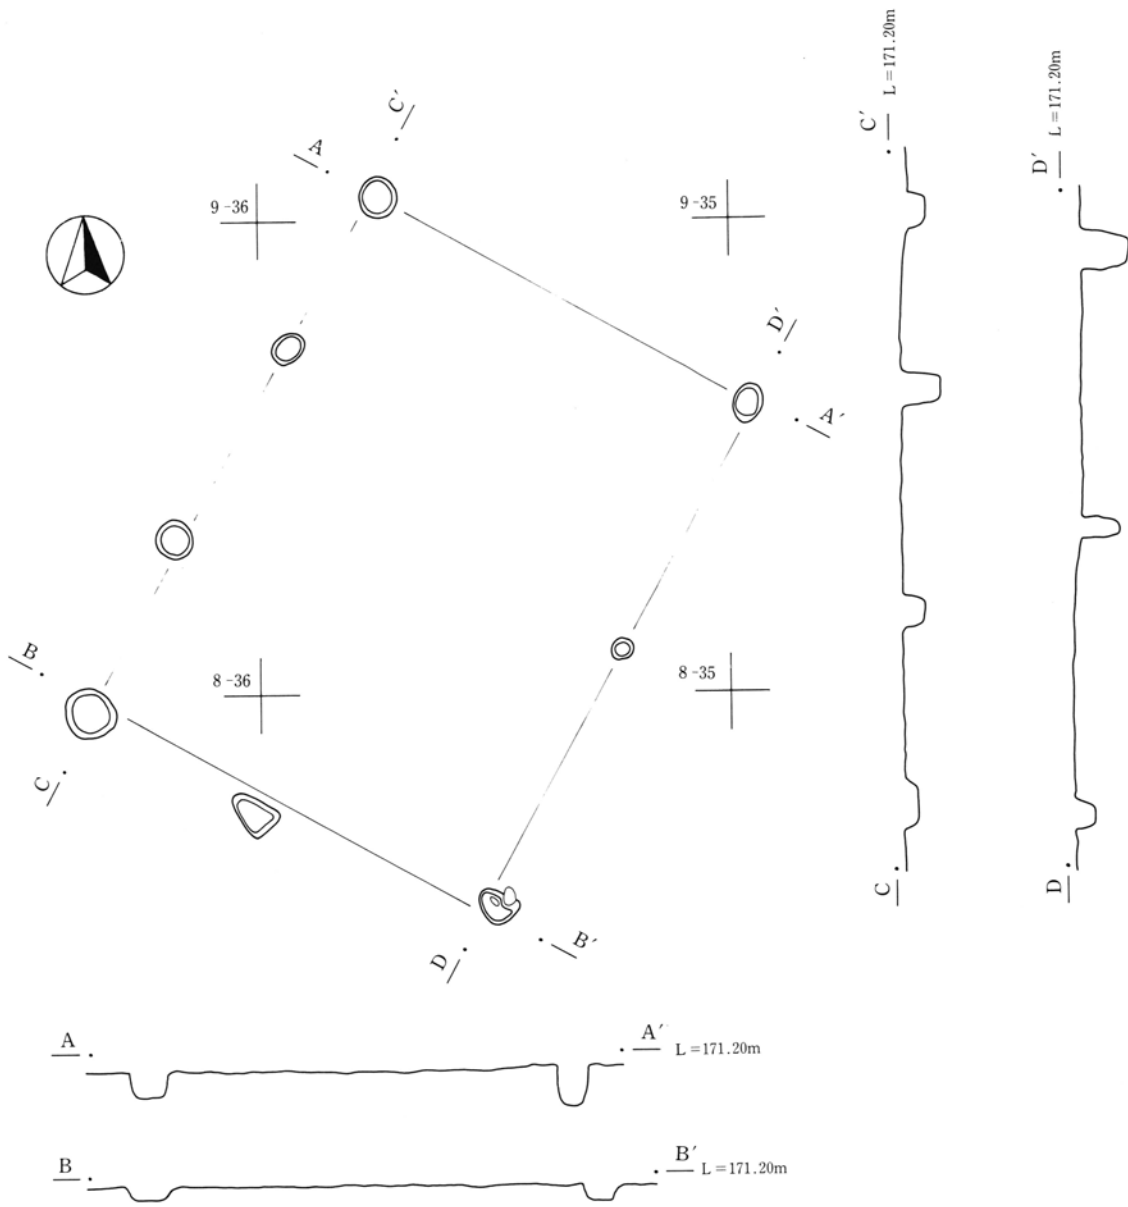 C′
L=171.20m
D′
L=171.20m
C`
A
9-36
9-35
D`
A′
B
8-36
8-35
C
B′
D
C
D
A
A′
L=171.20m
B
B′
L=171.20m